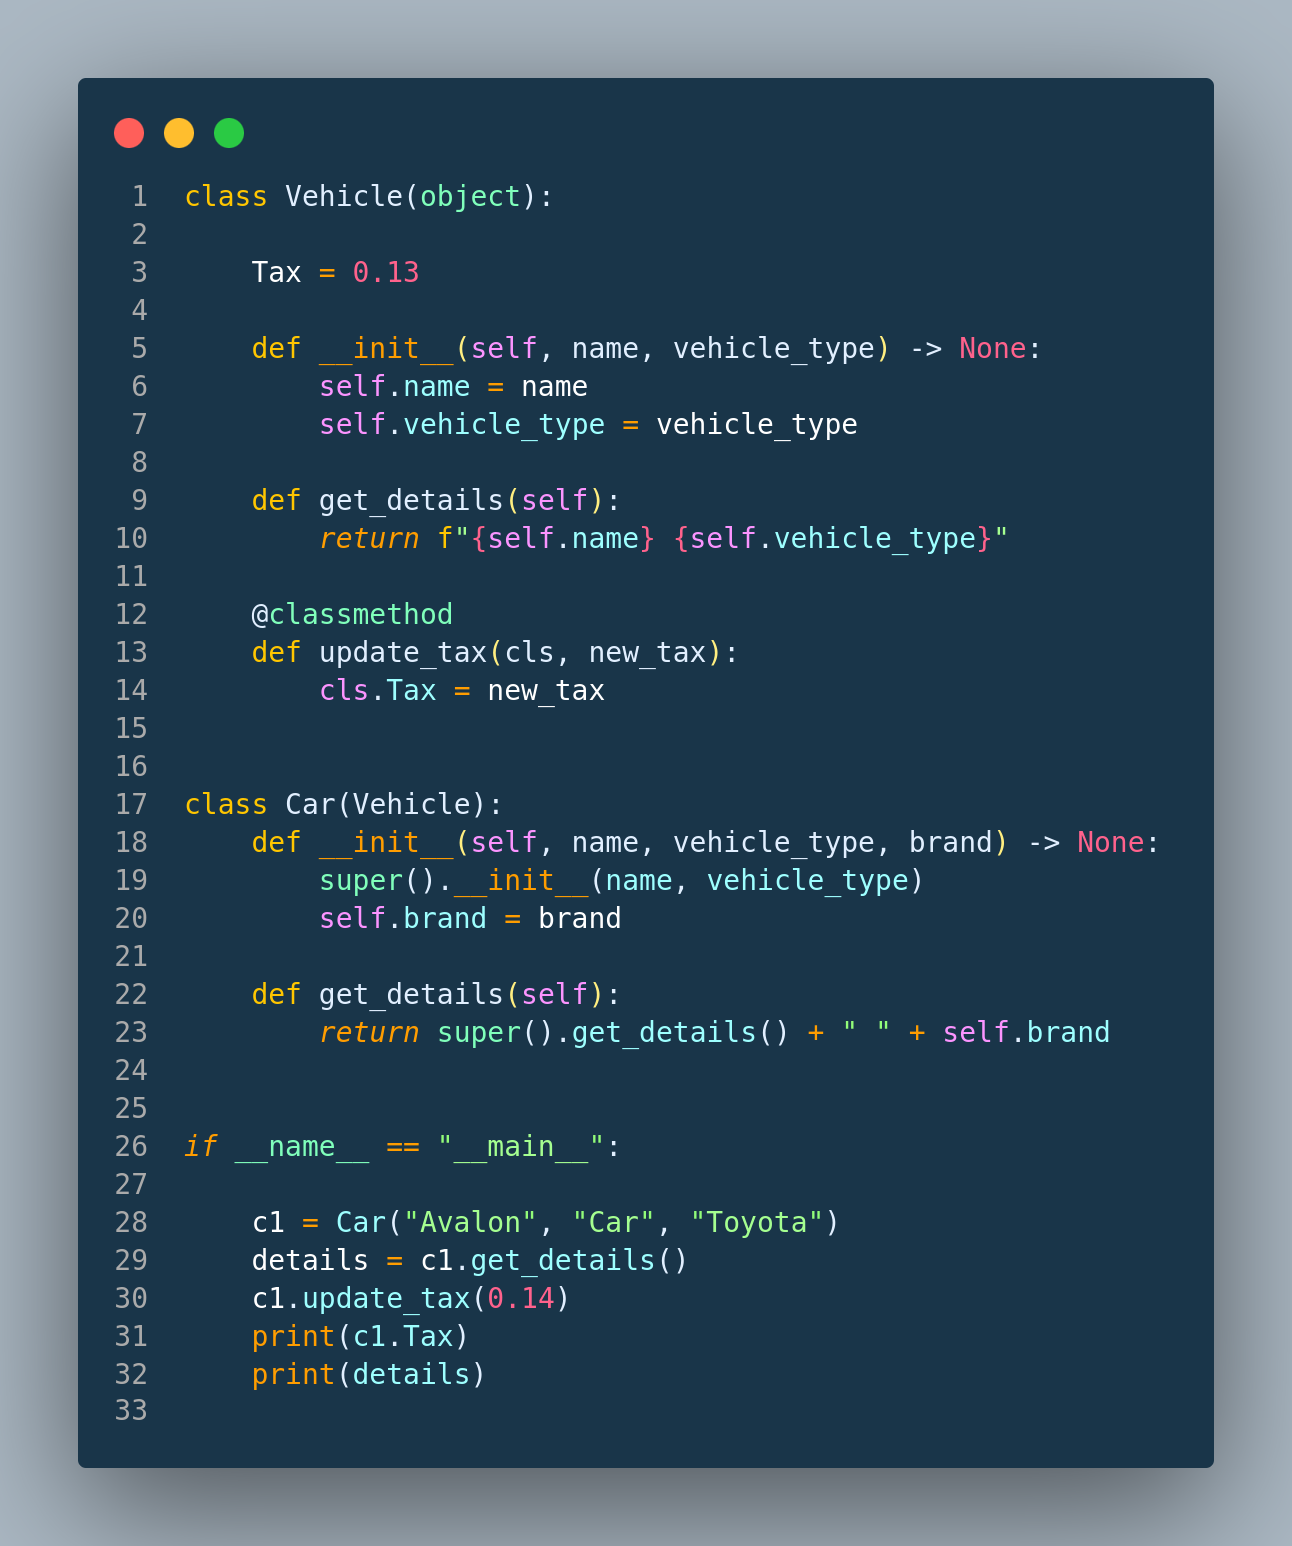 1 class Vehicle(object):
2
3     Tax = 0.13
4
5     def __init__(self, name, vehicle_type) -> None:
6         self.name = name
7         self.vehicle_type = vehicle_type
8
9     def get_details(self):
10         return f"{self.name} {self.vehicle_type}"
11
12     @classmethod
13     def update_tax(cls, new_tax):
14         cls.Tax = new_tax
15
16
17 class Car(Vehicle):
18     def __init__(self, name, vehicle_type, brand) -> None:
19         super().__init__(name, vehicle_type)
20         self.brand = brand
21
22     def get_details(self):
23         return super().get_details() + " " + self.brand
24
25
26 if __name__ == "__main__":
27
28     c1 = Car("Avalon", "Car", "Toyota")
29     details = c1.get_details()
30     c1.update_tax(0.14)
31     print(c1.Tax)
32     print(details)
33